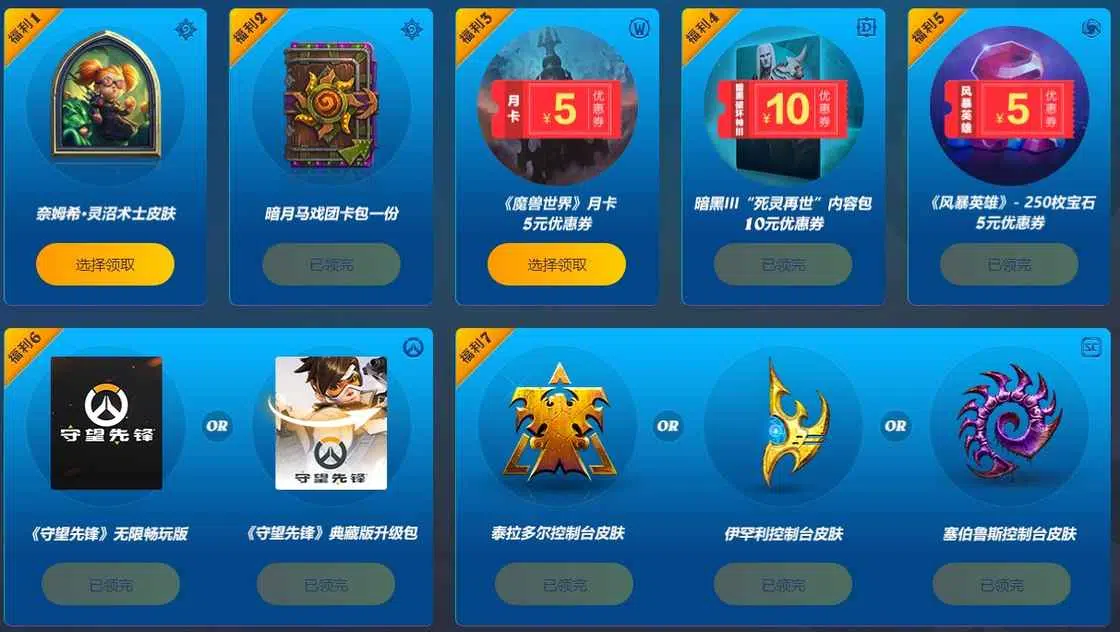 福利1
奈姆希·灵沼术士皮肤
选择领取
福利2
暗月马戏团卡包一份
已领完
福利3
W
月卡
¥5
优惠券
《魔兽世界》月卡
5元优惠券
选择领取
福利4
D
暗黑破坏神III
¥10
优惠券
暗黑III“死灵再世”内容包
10元优惠券
已领完
福利5
风暴英雄
¥5
优惠券
《风暴英雄》- 250枚宝石
5元优惠券
已领完
福利6
守望先锋
OR
守望先锋
《守望先锋》无限畅玩版
《守望先锋》典藏版升级包
已领完
已领完
福利7
SC
OR
OR
泰拉多尔控制台皮肤
伊罕利控制台皮肤
塞伯鲁斯控制台皮肤
已领完
已领完
已领完